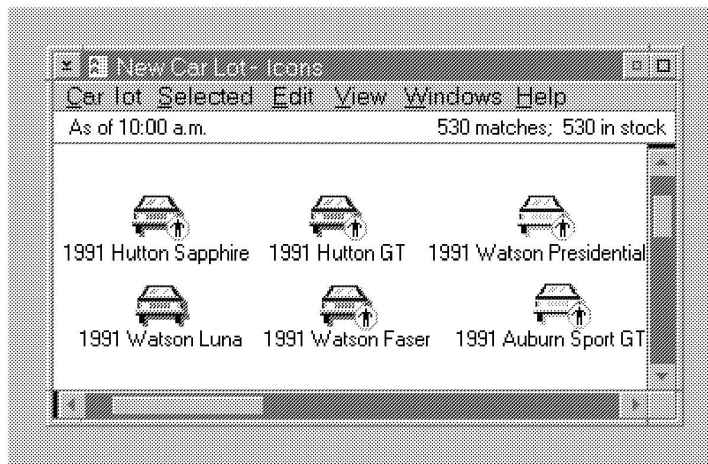 New Car Lot - Icons
Car lot Selected Edit View Windows Help
As of 10:00 a.m. 530 matches; 530 in stock
1991 Hutton Sapphire 1991 Hutton GT 1991 Watson Presidential
1991 Watson Luna 1991 Watson Faser 1991 Auburn Sport GT